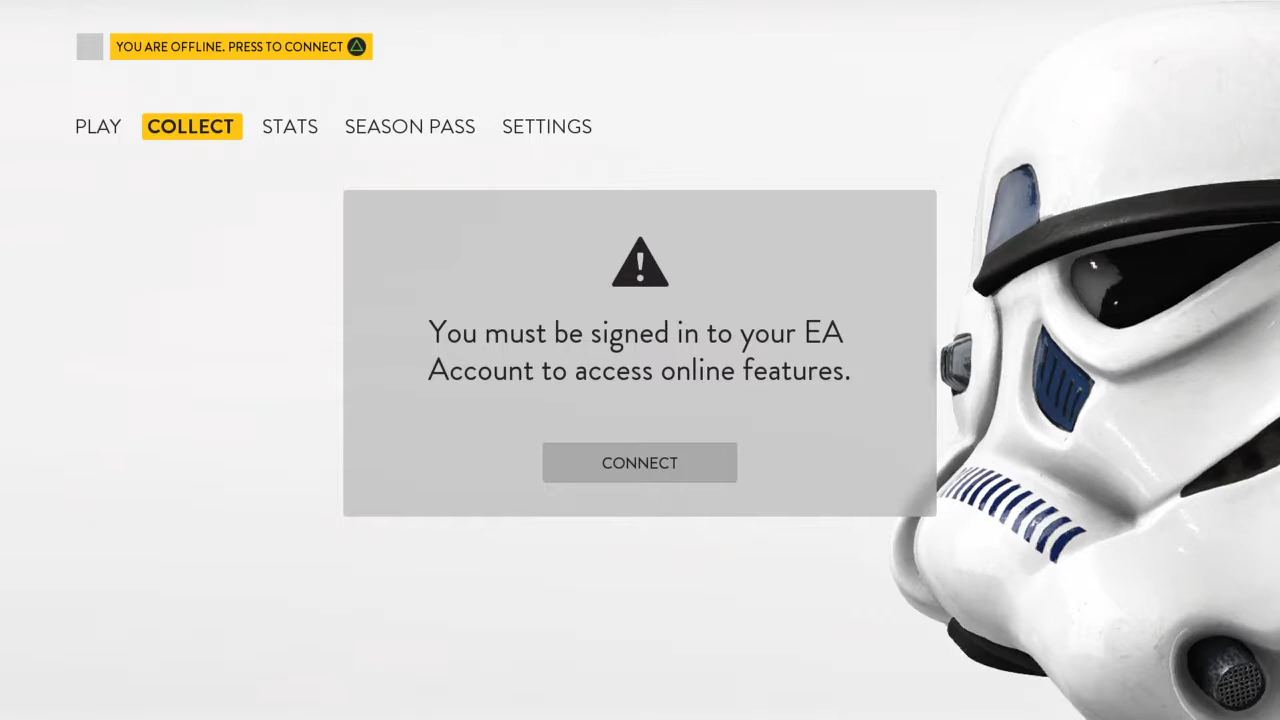 YOU ARE OFFLINE. PRESS TO CONNECT
PLAY COLLECT STATS SEASON PASS SETTINGS
You must be signed in to your EA
Account to access online features.
CONNECT